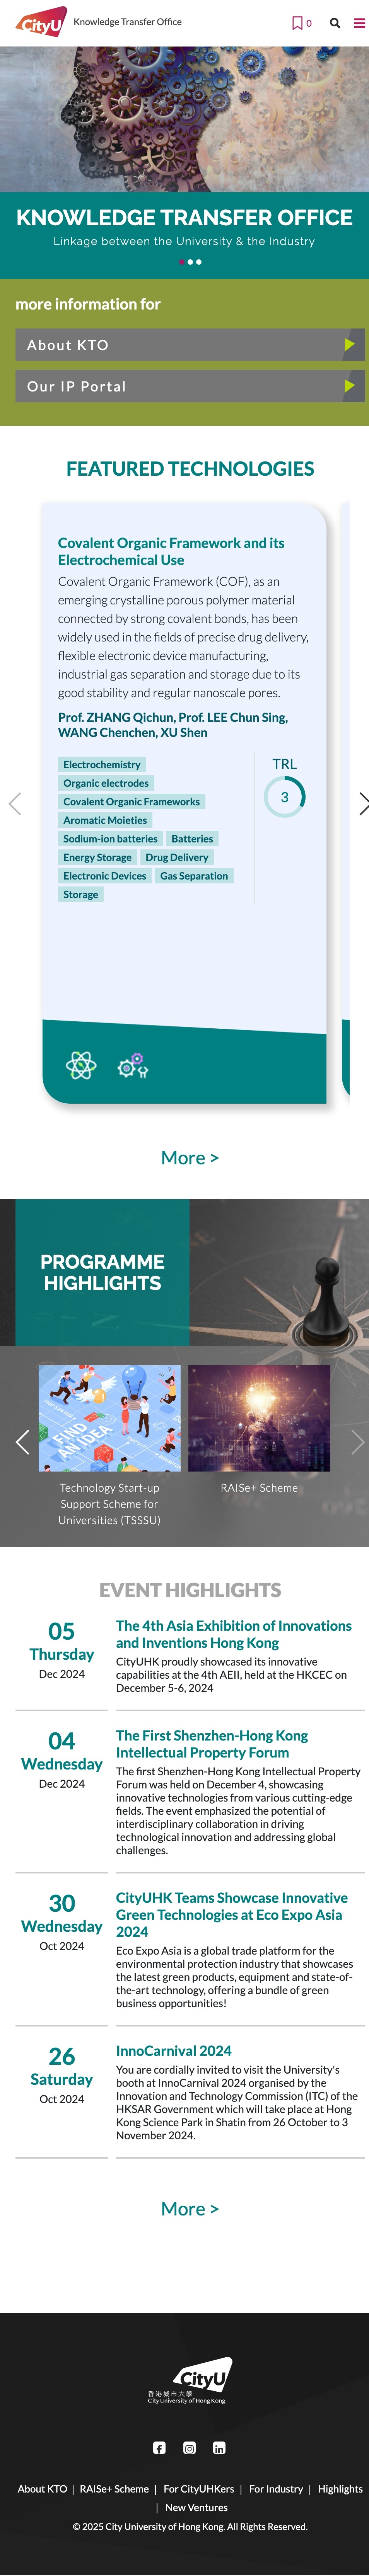 CityU Knowledge Transfer Office
0
KNOWLEDGE TRANSFER OFFICE
Linkage between the University & the Industry
more information for
About KTO
Our IP Portal
FEATURED TECHNOLOGIES
Covalent Organic Framework and its
Electrochemical Use
Covalent Organic Framework (COF), as an
emerging crystalline porous polymer material
connected by strong covalent bonds, has been
widely used in the fields of precise drug delivery,
flexible electronic device manufacturing,
industrial gas separation and storage due to its
good stability and regular nanoscale pores.
Prof. ZHANG Qichun, Prof. LEE Chun Sing,
WANG Chenchen, XU Shen
Electrochemistry
Organic electrodes
Covalent Organic Frameworks
Aromatic Moieties
Sodium-ion batteries Batteries
Energy Storage Drug Delivery
Electronic Devices Gas Separation
Storage
TRL
3
More >
PROGRAMME
HIGHLIGHTS
FIND
AN IDEA
Technology Start-up
Support Scheme for
Universities (TSSSU)
RAISe+ Scheme
EVENT HIGHLIGHTS
05
Thursday
Dec 2024
The 4th Asia Exhibition of Innovations
and Inventions Hong Kong
CityUHK proudly showcased its innovative
capabilities at the 4th AEII, held at the HKCEC on
December 5-6, 2024
04
Wednesday
Dec 2024
The First Shenzhen-Hong Kong
Intellectual Property Forum
The first Shenzhen-Hong Kong Intellectual Property
Forum was held on December 4, showcasing
innovative technologies from various cutting-edge
fields. The event emphasized the potential of
interdisciplinary collaboration in driving
technological innovation and addressing global
challenges.
30
Wednesday
Oct 2024
CityUHK Teams Showcase Innovative
Green Technologies at Eco Expo Asia
2024
Eco Expo Asia is a global trade platform for the
environmental protection industry that showcases
the latest green products, equipment and state-of-
the-art technology, offering a bundle of green
business opportunities!
26
Saturday
Oct 2024
InnoCarnival 2024
You are cordially invited to visit the University's
booth at InnoCarnival 2024 organised by the
Innovation and Technology Commission (ITC) of the
HKSAR Government which will take place at Hong
Kong Science Park in Shatin from 26 October to 3
November 2024.
More >
CityU
香港城市大學
City University of Hong Kong
About KTO | RAISe+ Scheme | For CityUHKers | For Industry | Highlights
| New Ventures
© 2025 City University of Hong Kong. All Rights Reserved.